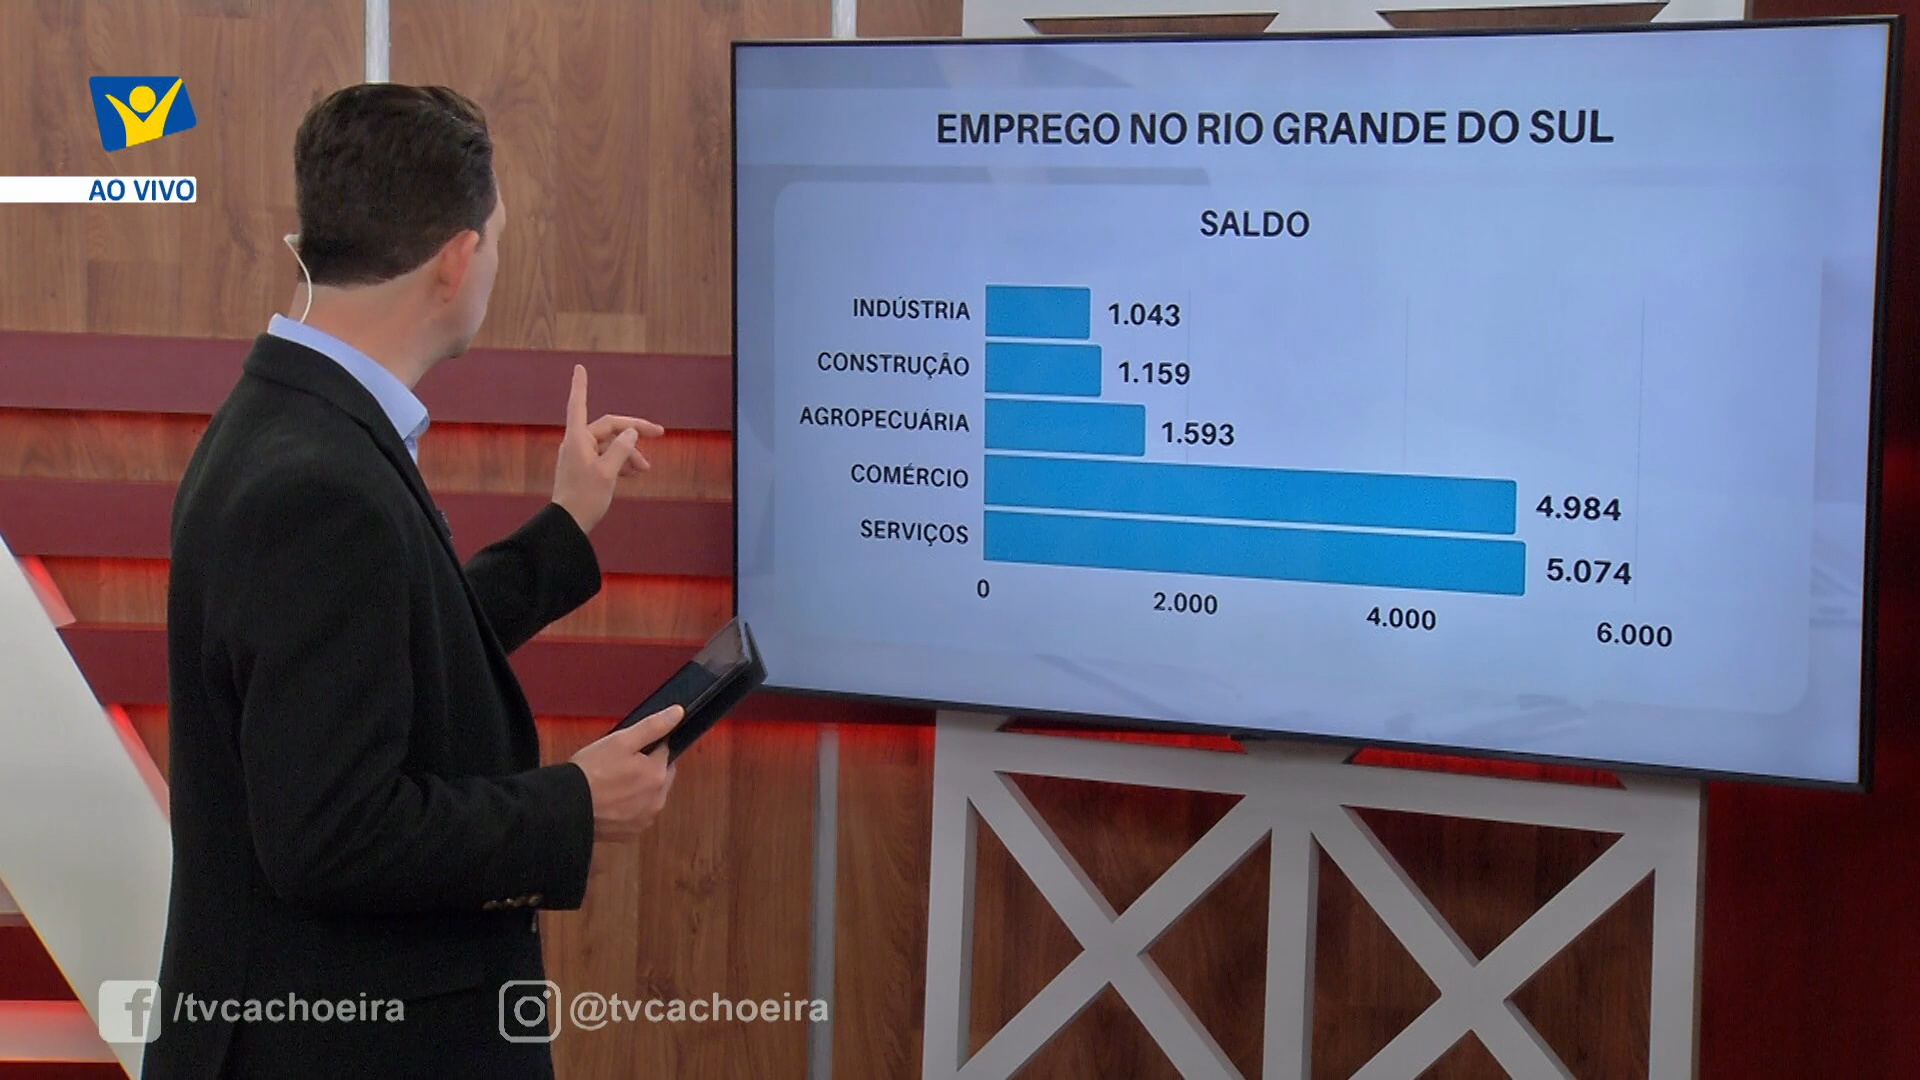 AO VIVO
EMPREGO NO RIO GRANDE DO SUL
SALDO
INDÚSTRIA 1.043
CONSTRUÇÃO 1.159
AGROPECUÁRIA 1.593
COMÉRCIO 4.984
SERVIÇOS 5.074
0 2.000 4.000 6.000
/tvcachoeira @tvcachoeira